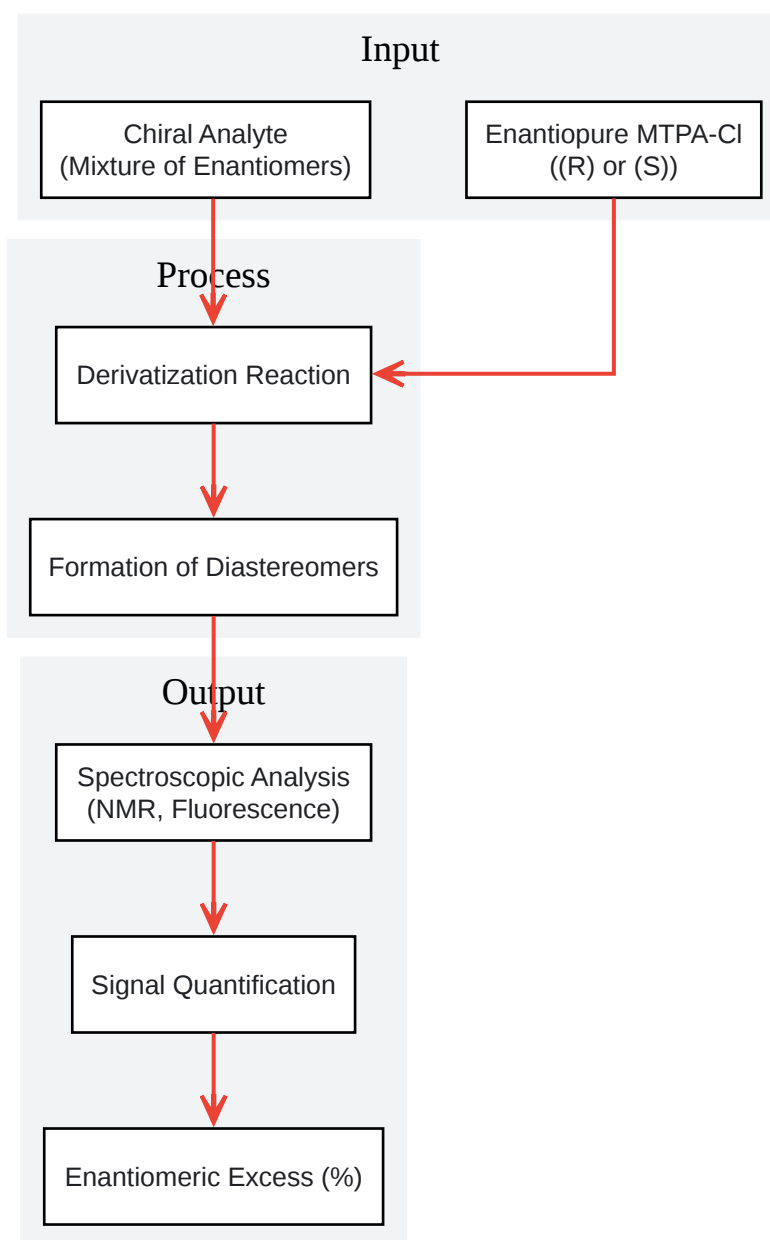 Input
Chiral Analyte
(Mixture of Enantiomers)
Enantiopure MTPA-Cl
((R) or (S))
Process
Derivatization Reaction
Formation of Diastereomers
Output
Spectroscopic Analysis
(NMR, Fluorescence)
Signal Quantification
Enantiomeric Excess (%)